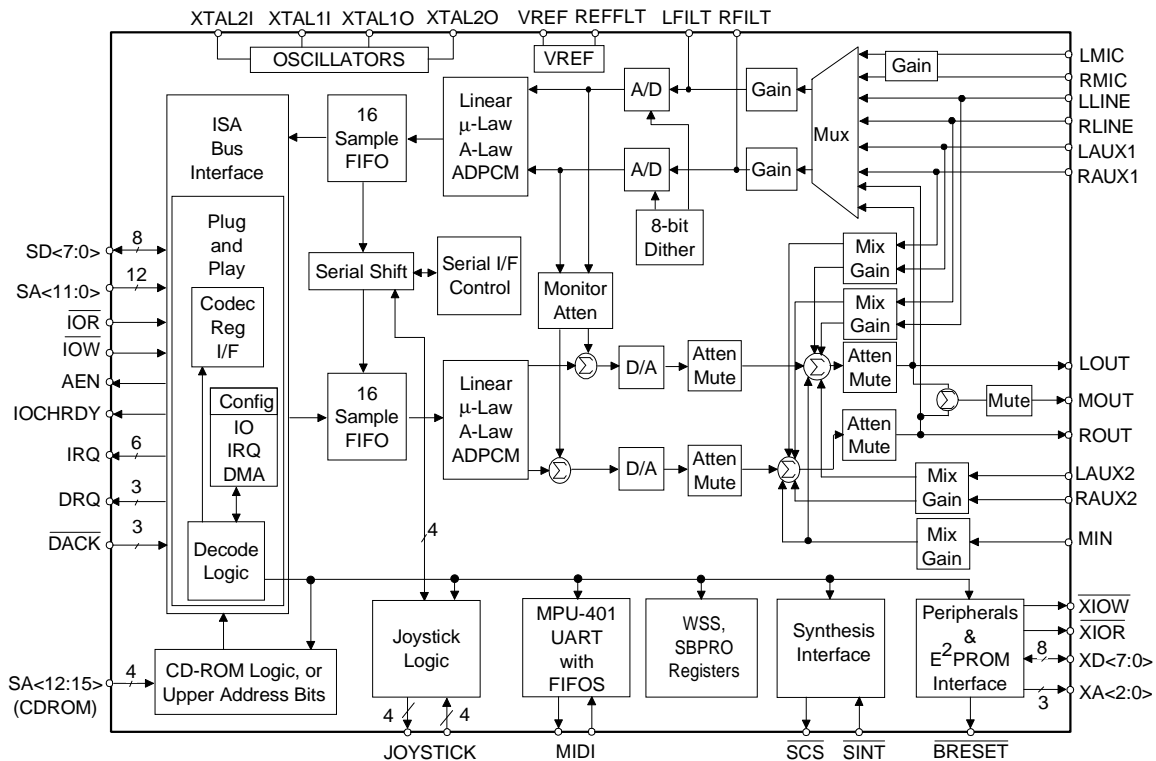 XTAL2I
XTAL1I
XTAL1O
XTAL2O
VREF
REFFLT
LFILT
RFILT
OSCILLATORS
VREF
Linear
µ-Law
A-Law
ADPCM
16
Sample
FIFO
ISA
Bus
Interface
A/D
Gain
Mux
Gain
LMIC
RMIC
LLINE
RLINE
LAUX1
RAUX1
A/D
Gain
8-bit
Dither
Plug
and
Play
SD<7:0>
8
SA<11:0>
12
IOR
IOW
AEN
IOCHRDY
IRQ
6
DRQ
3
DACK
3
Codec
Reg
I/F
Config
IO
IRQ
DMA
Decode
Logic
Serial Shift
Serial I/F
Control
Monitor
Atten
Mix
Gain
Mix
Gain
16
Sample
FIFO
Linear
µ-Law
A-Law
ADPCM
Σ
D/A
Atten
Mute
Σ
Atten
Mute
LOUT
Σ
Mute
MOUT
Atten
Mute
ROUT
Σ
D/A
Atten
Mute
Σ
Mix
Gain
LAUX2
RAUX2
Mix
Gain
MIN
4
CD-ROM Logic, or
Upper Address Bits
SA<12:15>
(CDROM)
4
Joystick
Logic
4
4
JOYSTICK
MPU-401
UART
with
FIFOS
MIDI
WSS,
SBPRO
Registers
Synthesis
Interface
SCS
SINT
Peripherals
&
E2PROM
Interface
XIOW
XIOR
8
XD<7:0>
XA<2:0>
3
BRESET